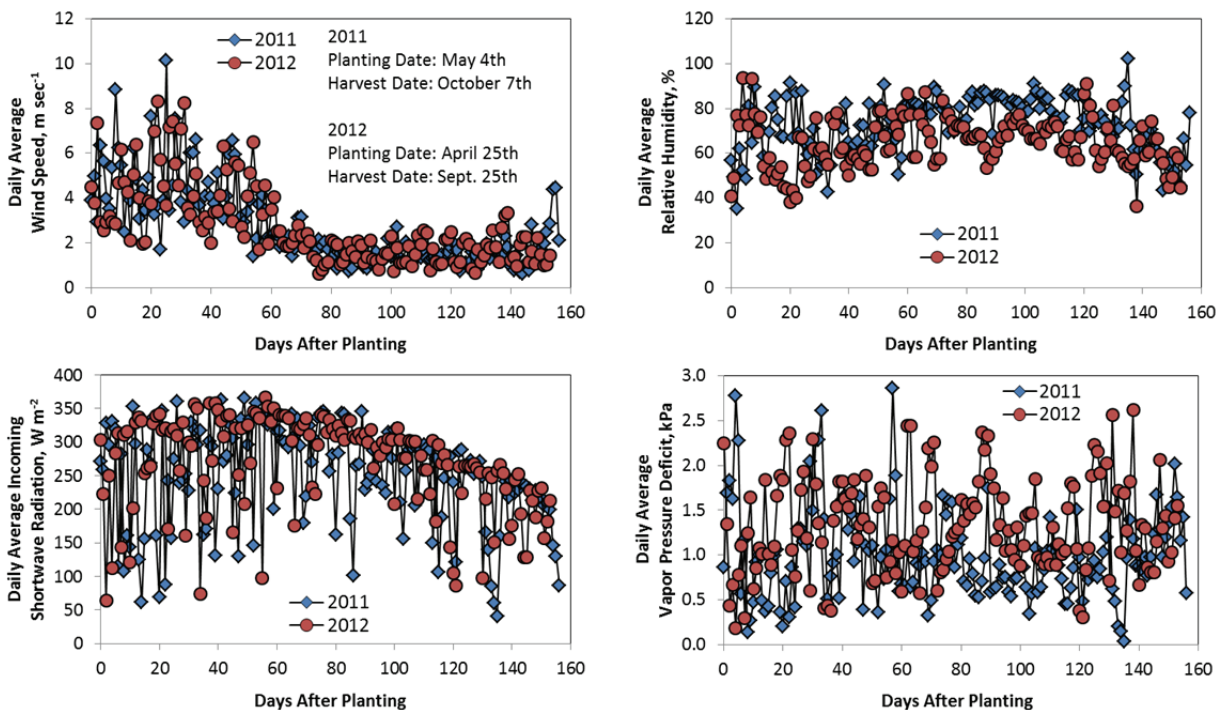 12
10
8
6
4
2
0
Daily Average
Wind Speed, m sec⁻¹
2011
2012
2011
Planting Date: May 4th
Harvest Date: October 7th
2012
Planting Date: April 25th
Harvest Date: Sept. 25th
0 20 40 60 80 100 120 140 160
Days After Planting
120
100
80
60
40
20
0
Daily Average
Relative Humidity, %
2011
2012
0 20 40 60 80 100 120 140 160
Days After Planting
400
350
300
250
200
150
100
50
0
Daily Average Incoming
Shortwave Radiation, W m⁻²
2011
2012
0 20 40 60 80 100 120 140 160
Days After Planting
3.0
2.5
2.0
1.5
1.0
0.5
0.0
Daily Average
Vapor Pressure Deficit, kPa
2011
2012
0 20 40 60 80 100 120 140 160
Days After Planting